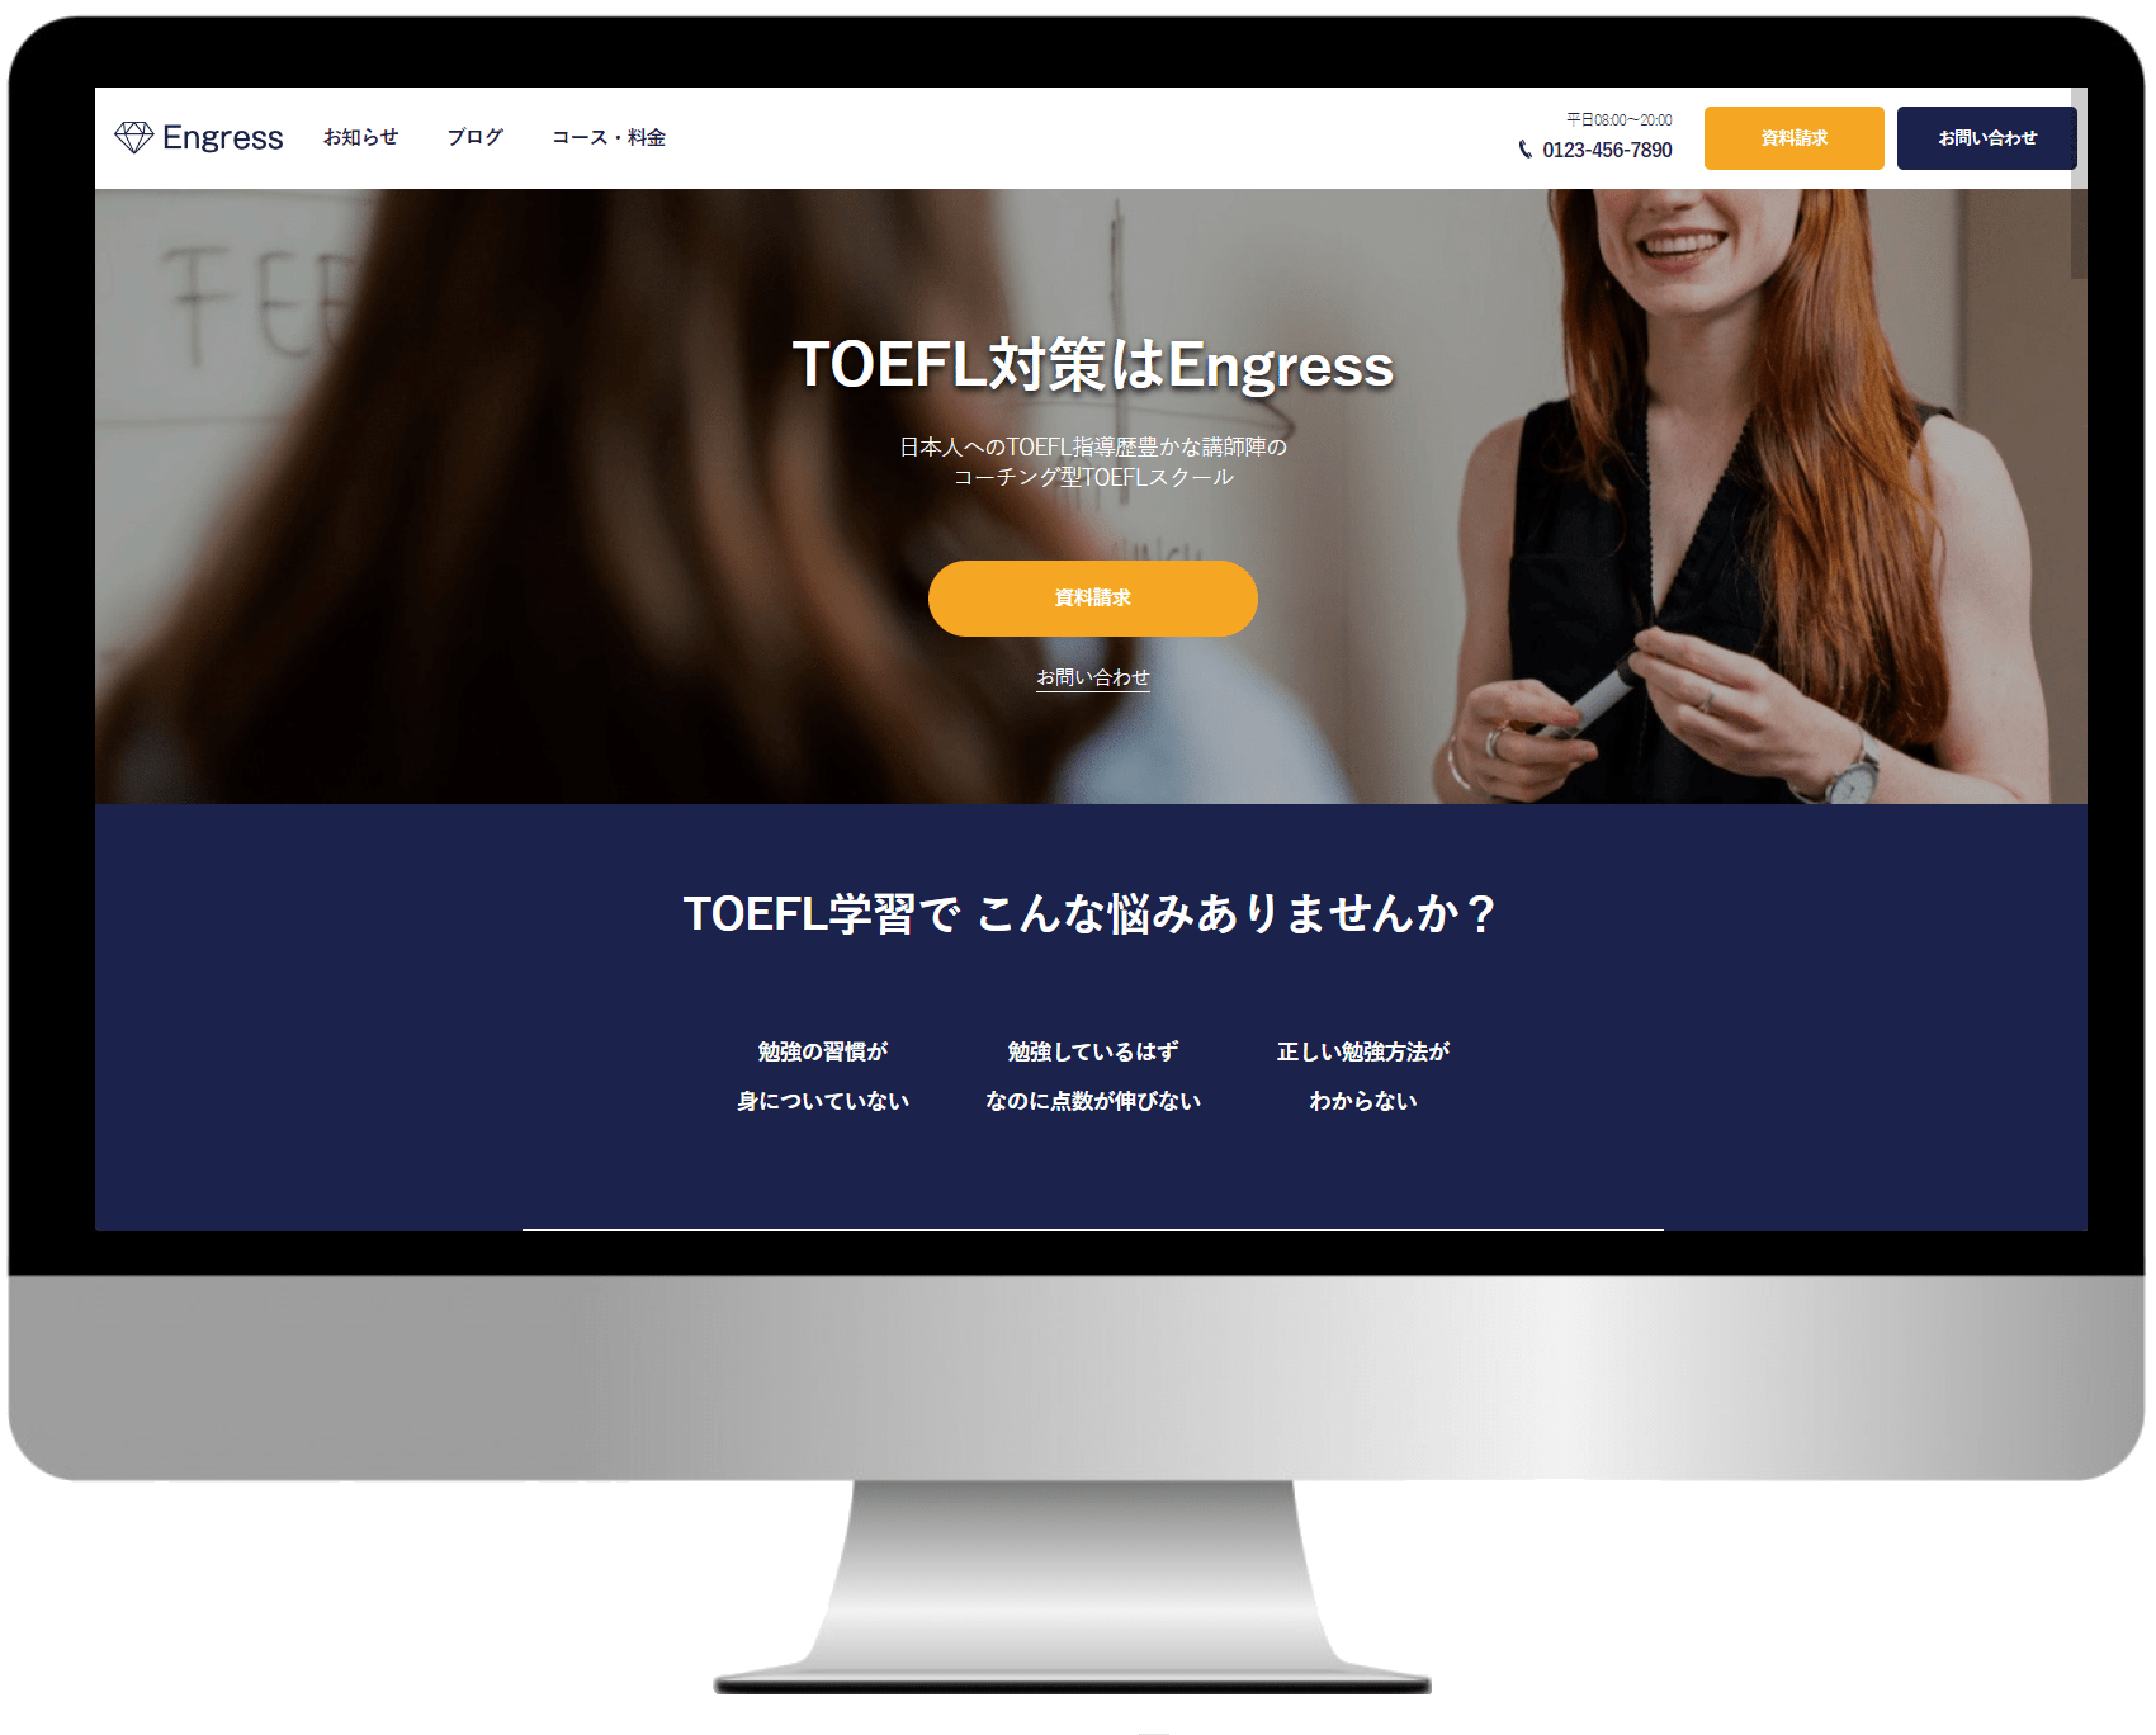 Engress
お知らせ
ブログ
コース・料金
平日08:00〜20:00
0123-456-7890
資料請求
お問い合わせ
TOEFL対策はEngress
日本人へのTOEFL指導歴豊かな講師陣の
コーチング型TOEFLスクール
資料請求
お問い合わせ
TOEFL学習で こんな悩みありませんか？
勉強の習慣が
身についていない
勉強しているはず
なのに点数が伸びない
正しい勉強方法が
わからない